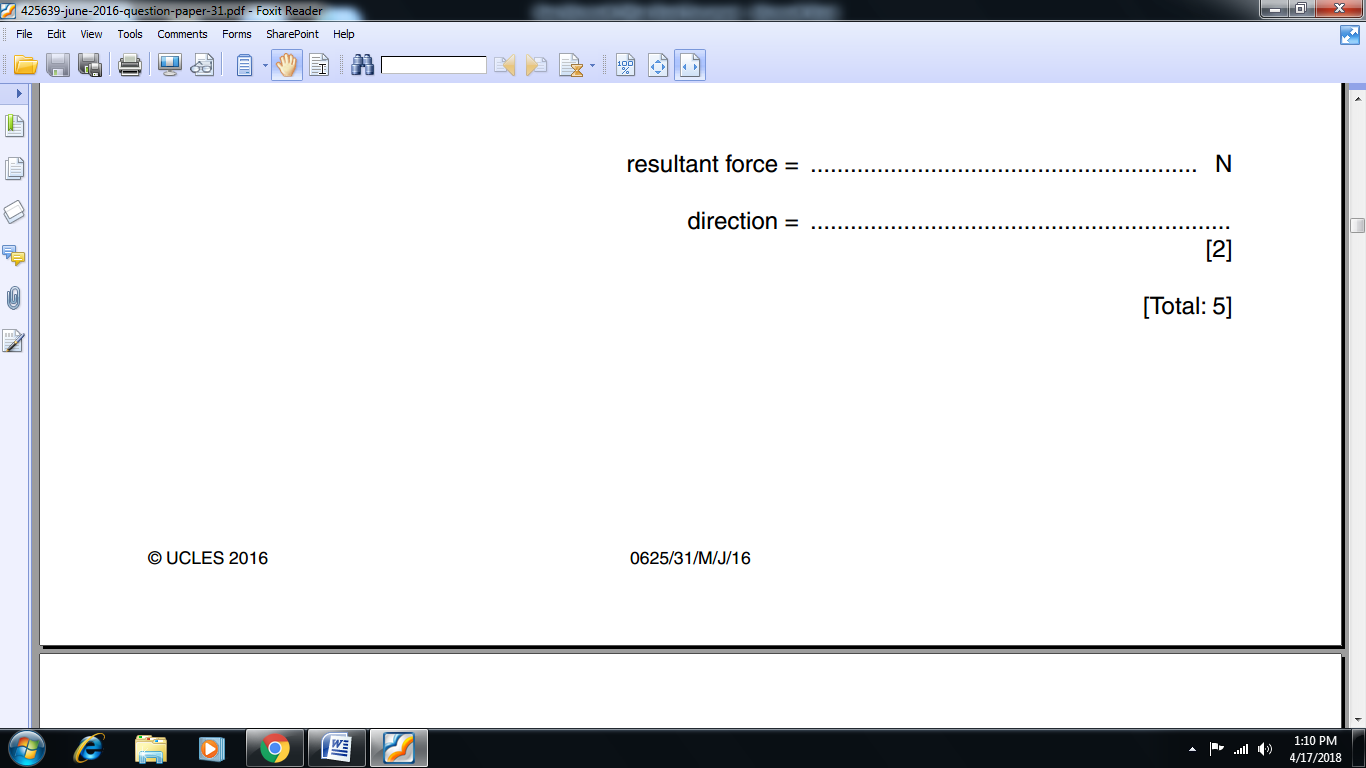 425639-june-2016-question-paper-31.pdf - Foxit Reader
File Edit View Tools Comments Forms SharePoint Help
resultant force = .......................................................... N
direction = ...............................................................
[2]
[Total: 5]
© UCLES 2016 0625/31/M/J/16
1:10 PM
4/17/2018